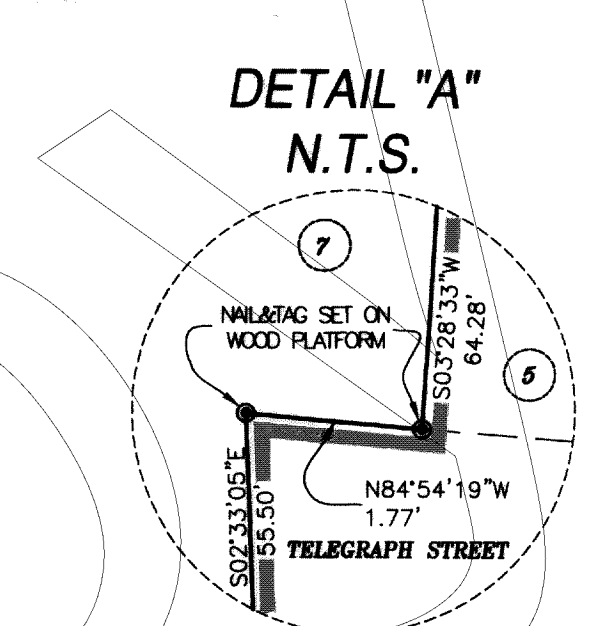 DETAIL "A"
N.T.S.
7
NAIL&TAG SET ON
WOOD PLATFORM
S03°28'33"W
64.28'
5
N84°54'19"W
1.77'
S02°33'05"E
55.50'
TELEGRAPH STREET